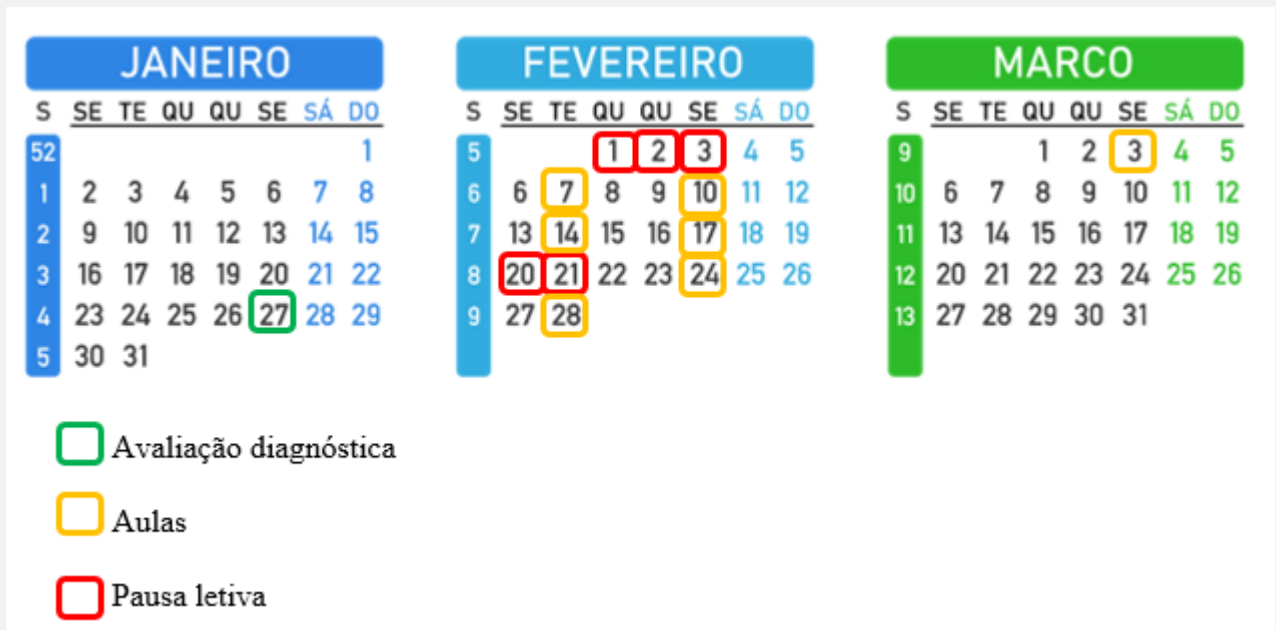 JANEIRO
S SE TE QU QU SE SÁ DO
52 1
1 2 3 4 5 6 7 8
2 9 10 11 12 13 14 15
3 16 17 18 19 20 21 22
4 23 24 25 26 27 28 29
5 30 31
FEVEREIRO
S SE TE QU QU SE SÁ DO
5 1 2 3 4 5
6 6 7 8 9 10 11 12
7 13 14 15 16 17 18 19
8 20 21 22 23 24 25 26
9 27 28
MARCO
S SE TE QU QU SE SÁ DO
9 1 2 3 4 5
10 6 7 8 9 10 11 12
11 13 14 15 16 17 18 19
12 20 21 22 23 24 25 26
13 27 28 29 30 31
Avaliação diagnóstica
Aulas
Pausa letiva